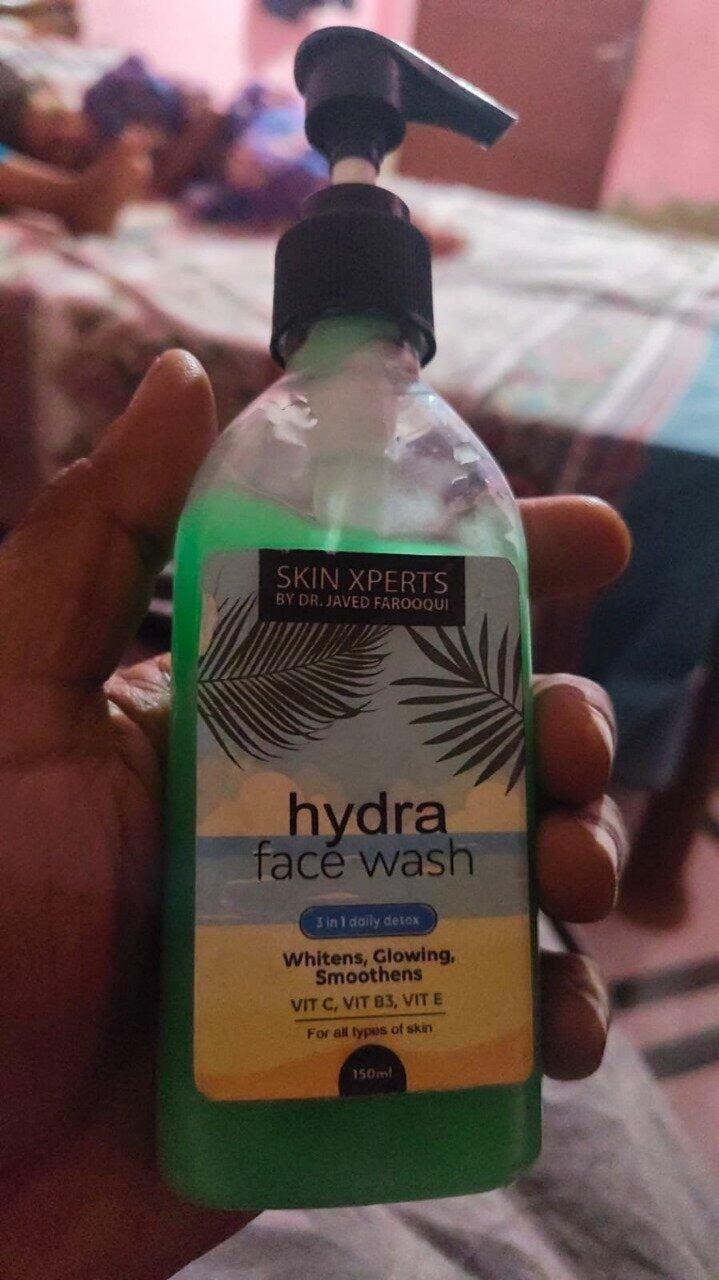 SKIN XPERTS
BY DR. JAVED FAROOQUI
hydra
face wash
3 in 1 daily detox
Whitens, Glowing,
Smoothens
VIT C, VIT B3, VIT E
For all types of skin
150ml